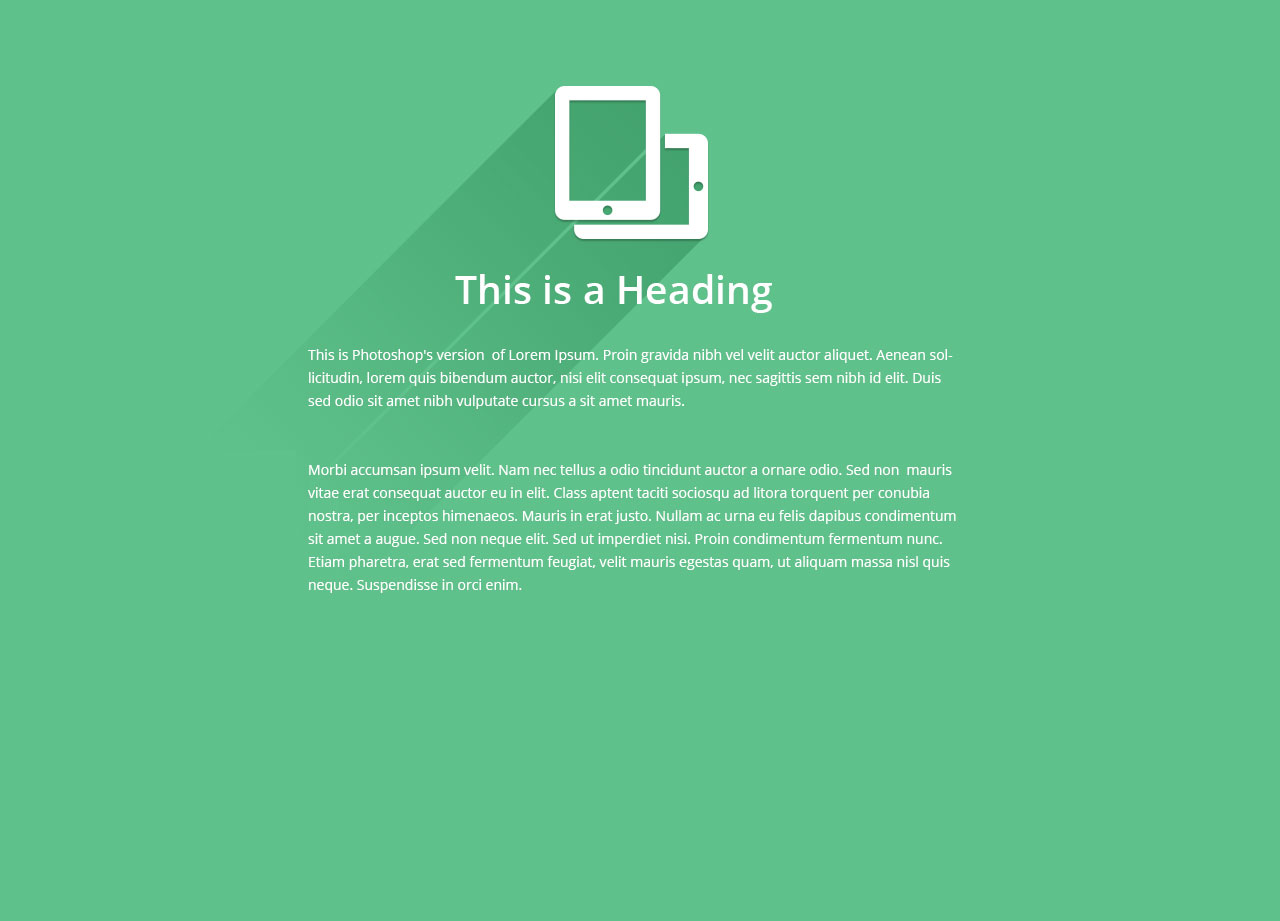 This is a Heading
This is Photoshop's version  of Lorem Ipsum. Proin gravida nibh vel velit auctor aliquet. Aenean sol-
licitudin, lorem quis bibendum auctor, nisi elit consequat ipsum, nec sagittis sem nibh id elit. Duis
sed odio sit amet nibh vulputate cursus a sit amet mauris.
Morbi accumsan ipsum velit. Nam nec tellus a odio tincidunt auctor a ornare odio. Sed non  mauris
vitae erat consequat auctor eu in elit. Class aptent taciti sociosqu ad litora torquent per conubia
nostra, per inceptos himenaeos. Mauris in erat justo. Nullam ac urna eu felis dapibus condimentum
sit amet a augue. Sed non neque elit. Sed ut imperdiet nisi. Proin condimentum fermentum nunc.
Etiam pharetra, erat sed fermentum feugiat, velit mauris egestas quam, ut aliquam massa nisl quis
neque. Suspendisse in orci enim.